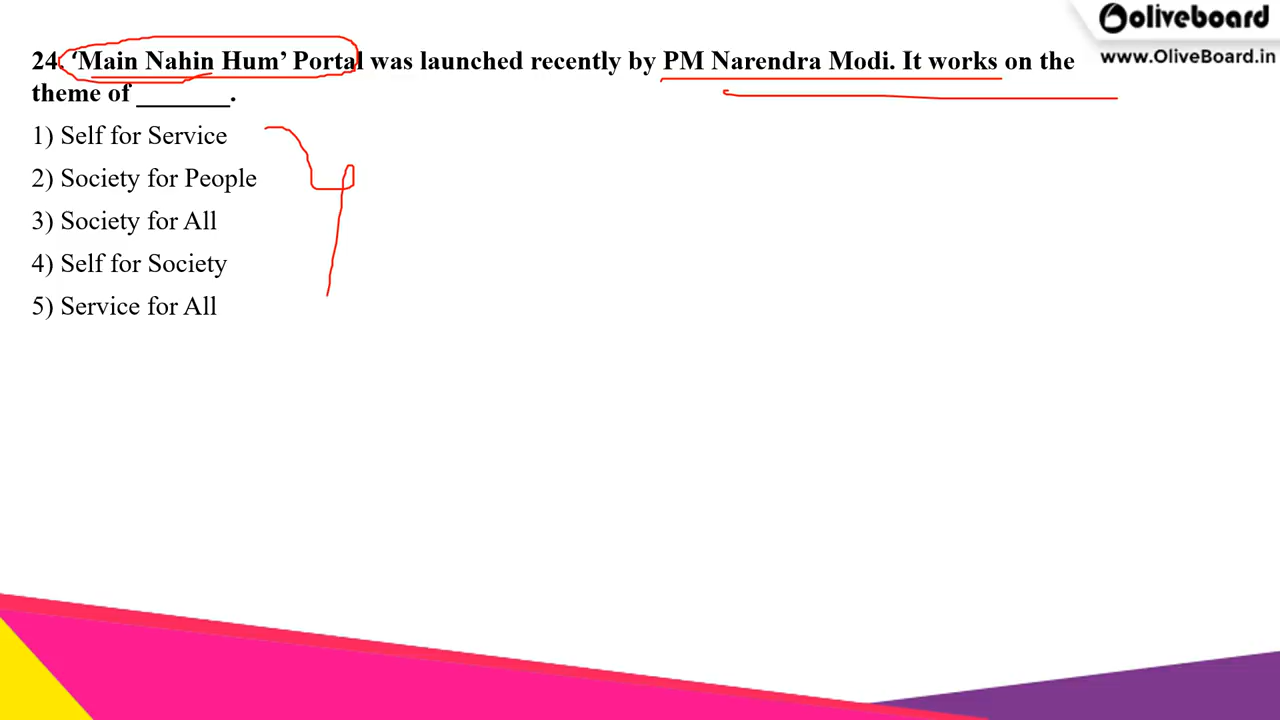 oliveboard
www.OliveBoard.in
24. ‘Main Nahin Hum’ Portal was launched recently by PM Narendra Modi. It works on the
theme of _______.
1) Self for Service
2) Society for People
3) Society for All
4) Self for Society
5) Service for All